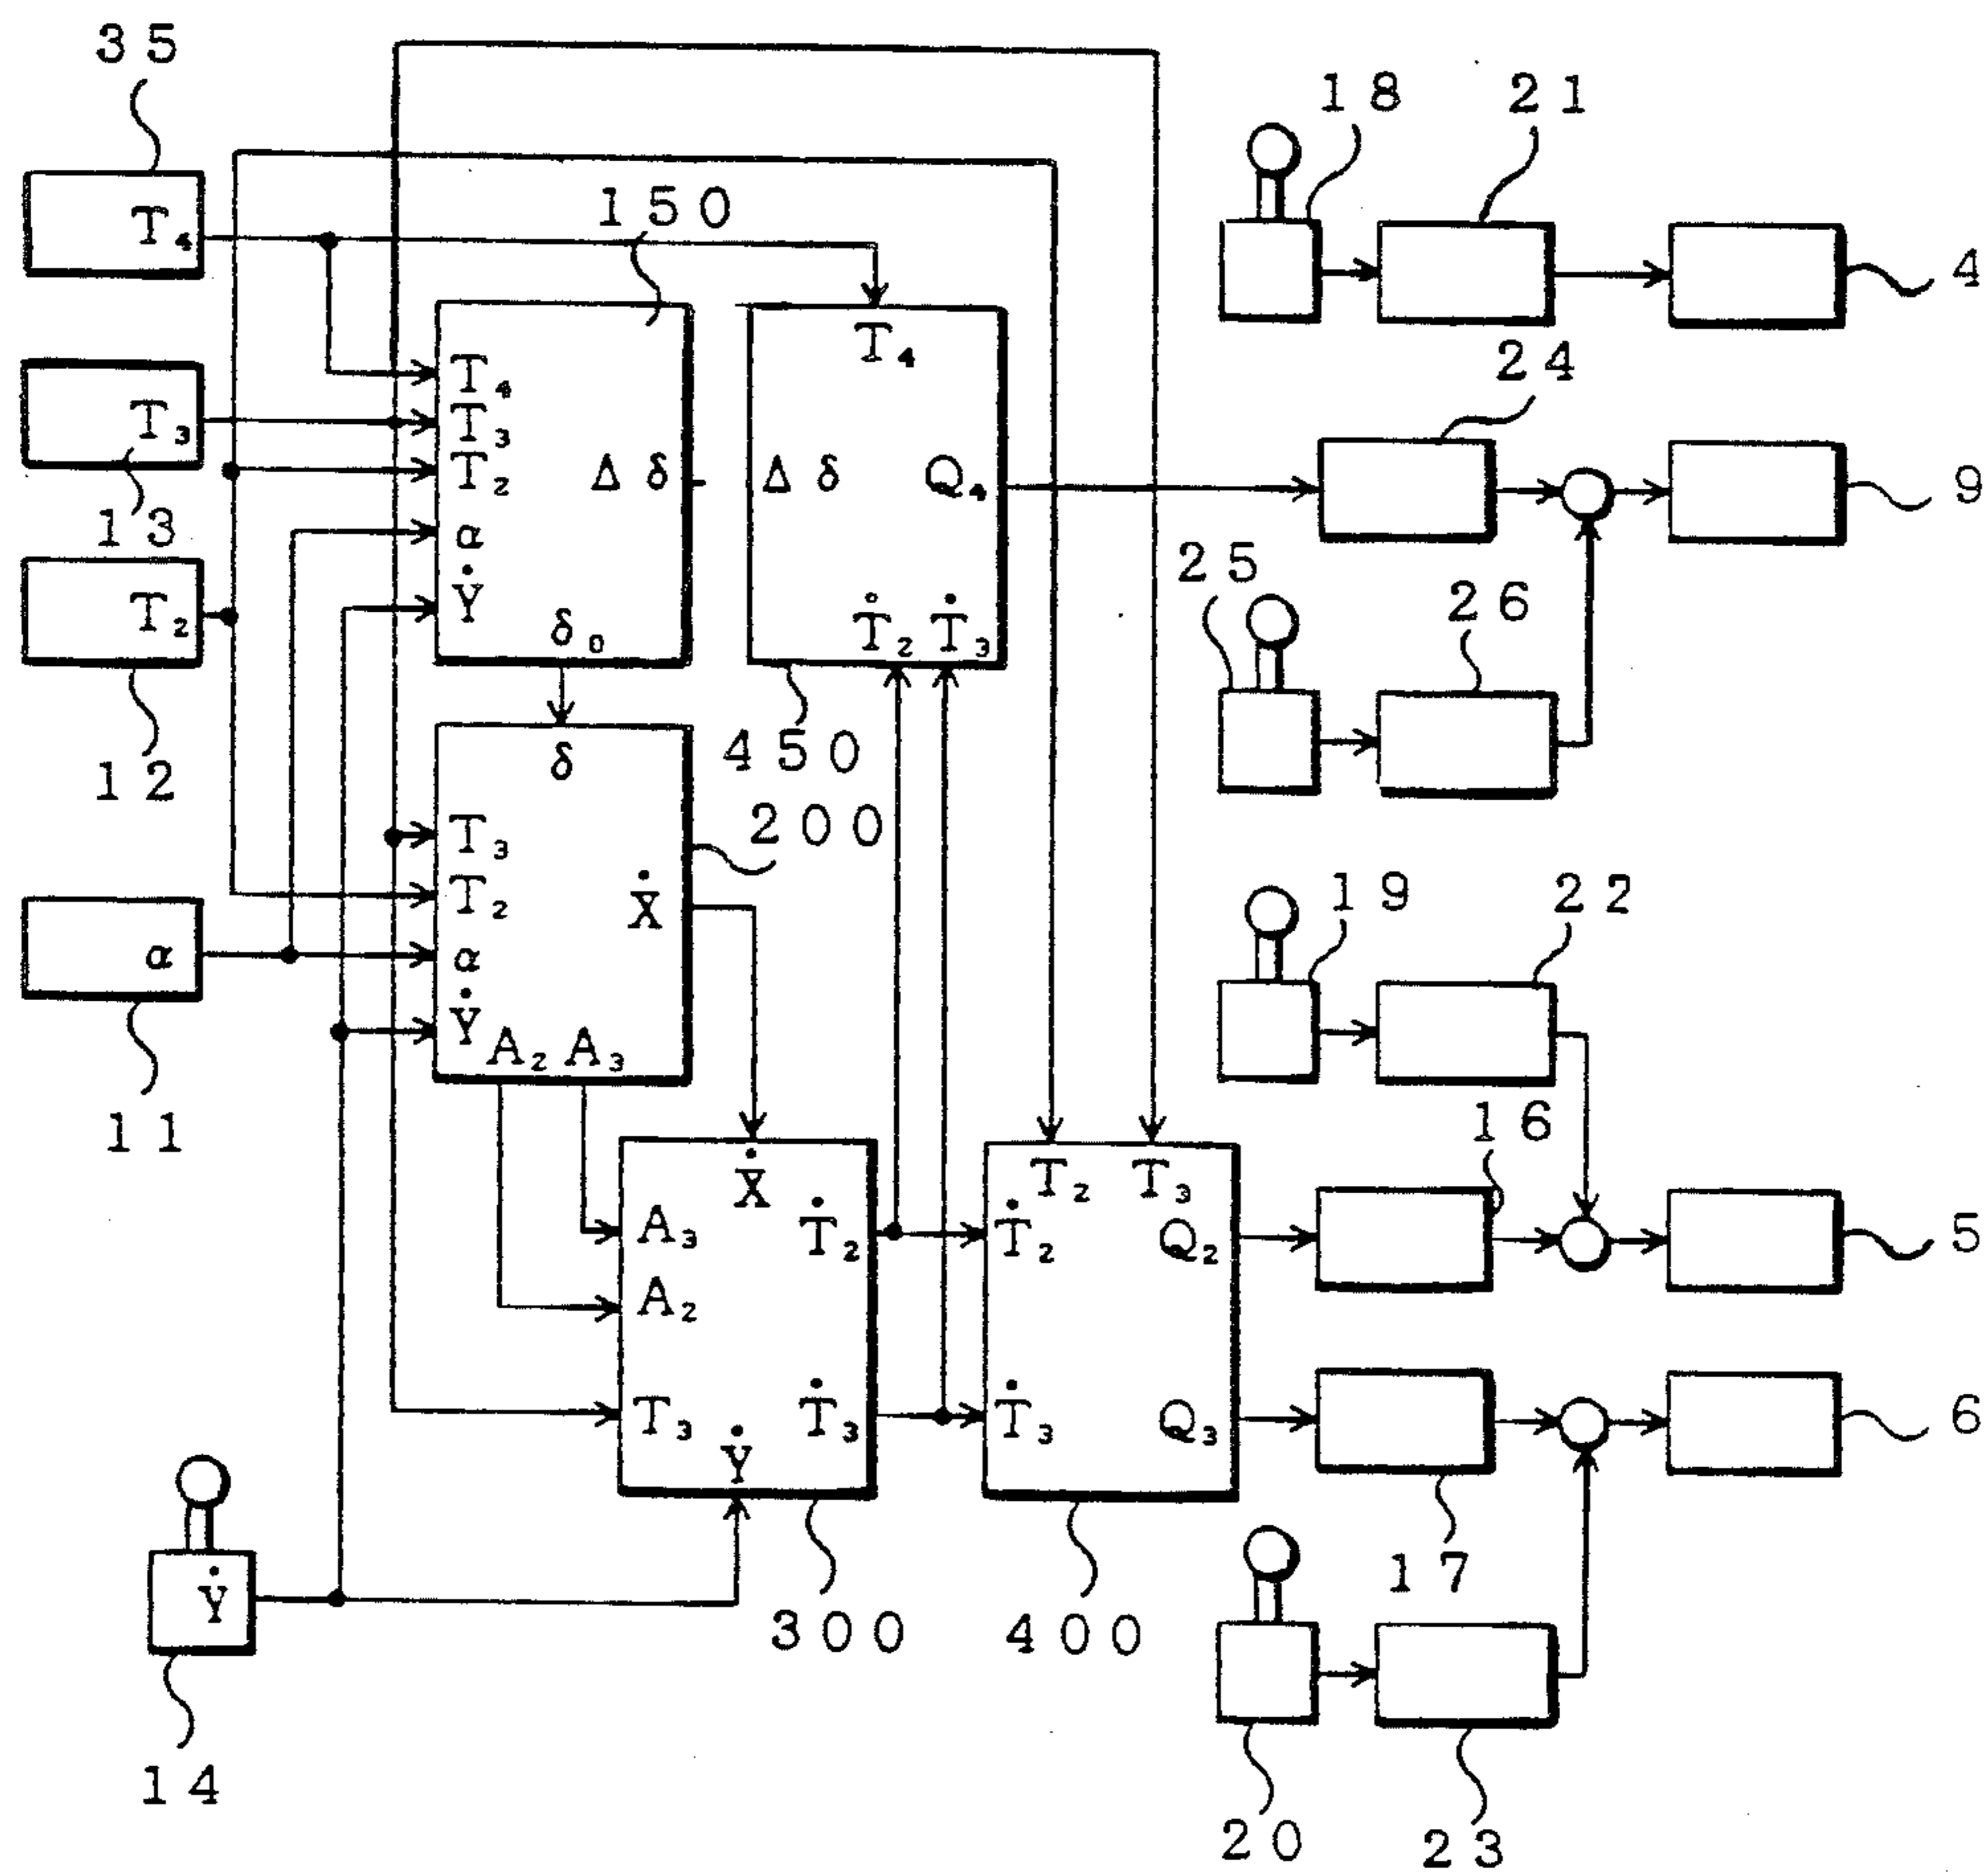 35
T₄
T₃
13
T₂
12
α
11
Ẏ
14
150
T₄
T₃
T₂
α
Ẏ
Δδ
δ₀
T₄
Δδ
Q₄
Ṫ₂ Ṫ₃
450
δ
T₃
T₂
α
Ẏ
Ẋ
A₂ A₃
200
Ẋ
A₃
A₂
T₃
Ẏ
Ṫ₂
Ṫ₃
300
T₂ T₃
Ṫ₂
Ṫ₃
Q₂
Q₃
400
18
21
4
24
9
25
26
19
22
16
5
17
6
20
23